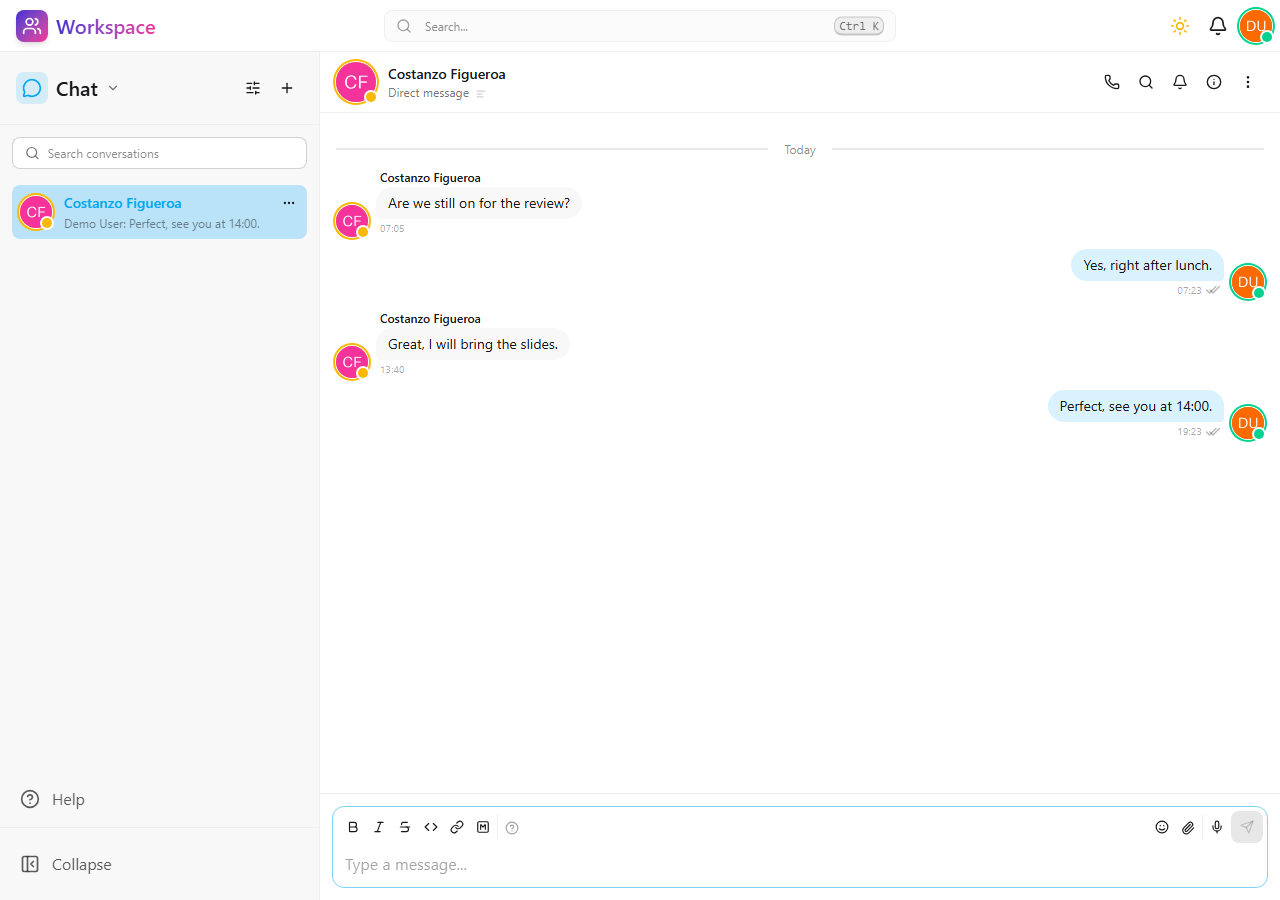 Workspace
Search...
Ctrl K
DU
Chat
Search conversations
CF
Costanzo Figueroa
Demo User: Perfect, see you at 14:00.
Help
Collapse
CF
Costanzo Figueroa
Direct message
Today
Costanzo Figueroa
CF
Are we still on for the review?
07:05
Yes, right after lunch.
07:23
DU
Costanzo Figueroa
CF
Great, I will bring the slides.
13:40
Perfect, see you at 14:00.
19:23
DU
Type a message...